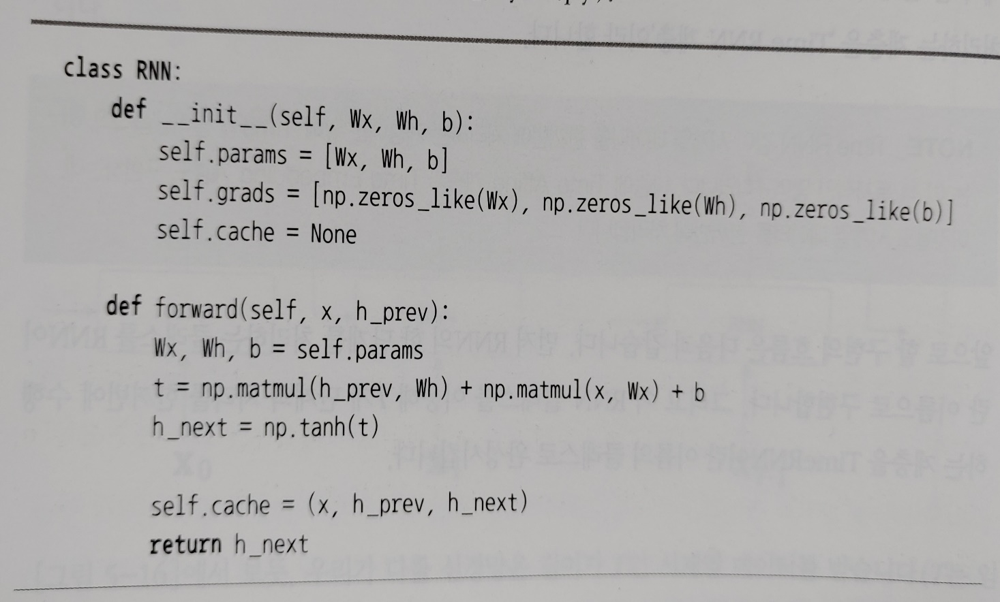 class RNN:
    def __init__(self, Wx, Wh, b):
        self.params = [Wx, Wh, b]
        self.grads = [np.zeros_like(Wx), np.zeros_like(Wh), np.zeros_like(b)]
        self.cache = None

    def forward(self, x, h_prev):
        Wx, Wh, b = self.params
        t = np.matmul(h_prev, Wh) + np.matmul(x, Wx) + b
        h_next = np.tanh(t)

        self.cache = (x, h_prev, h_next)
        return h_next